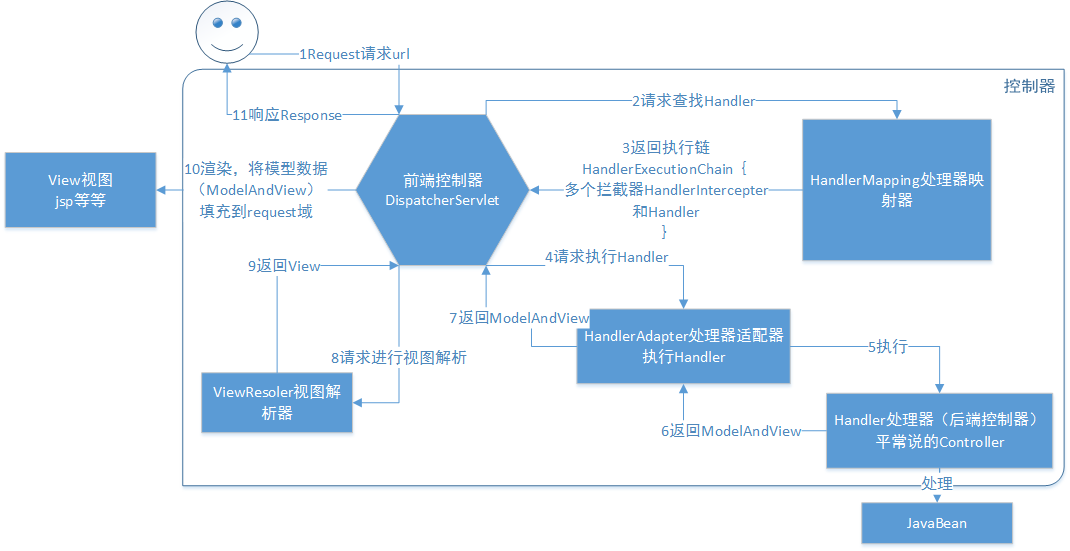 1Request请求url
控制器
11响应Response
2请求查找Handler
3返回执行链
HandlerExecutionChain {
多个拦截器HandlerIntercepter
和Handler
}
HandlerMapping处理器映
射器
前端控制器
DispatcherServlet
10渲染，将模型数据
（ModelAndView）
填充到request域
View视图
jsp等等
9返回View
4请求执行Handler
7返回ModelAndView
HandlerAdapter处理器适配器
执行Handler
5执行
8请求进行视图解析
ViewResoler视图解
析器
6返回ModelAndView
Handler处理器（后端控制器）
平常说的Controller
处理
JavaBean